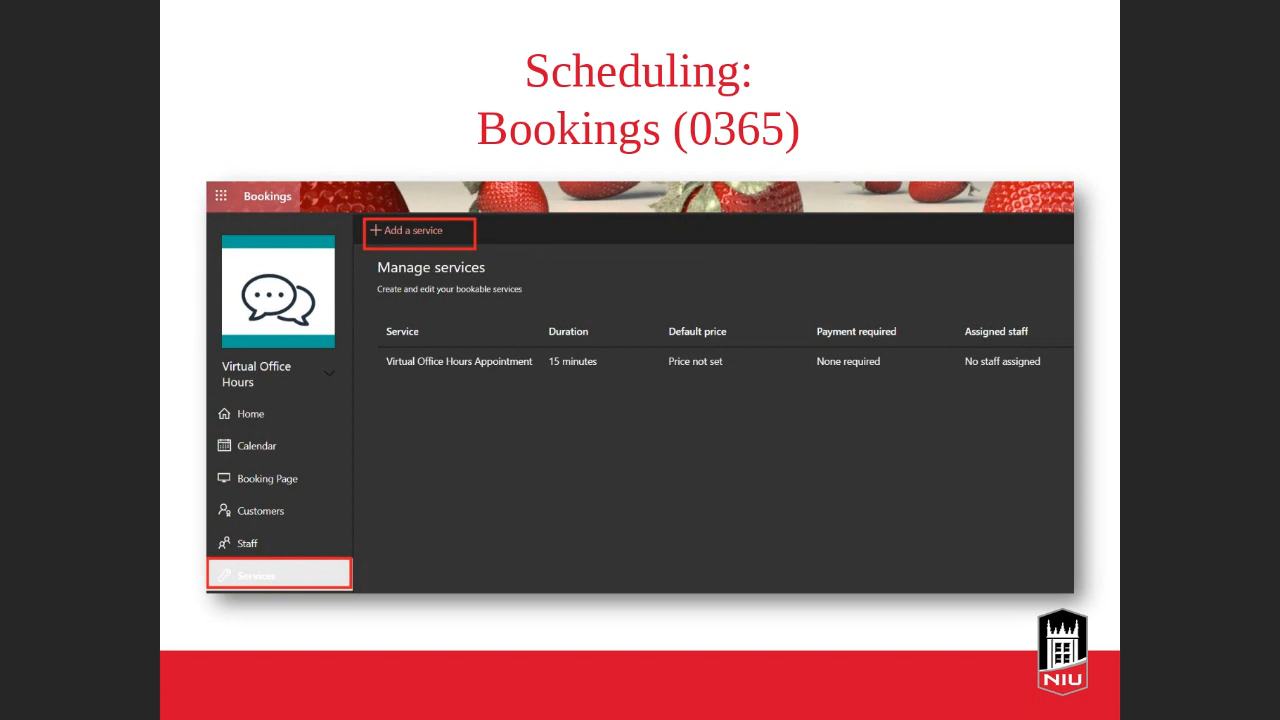 Scheduling:
Bookings (0365)
Bookings
Add a service
Manage services
Create and edit your bookable services
Service Duration Default price Payment required Assigned staff
Virtual Office Hours Appointment 15 minutes Price not set None required No staff assigned
Virtual Office
Hours
Home
Calendar
Booking Page
Customers
Staff
Services
NIU